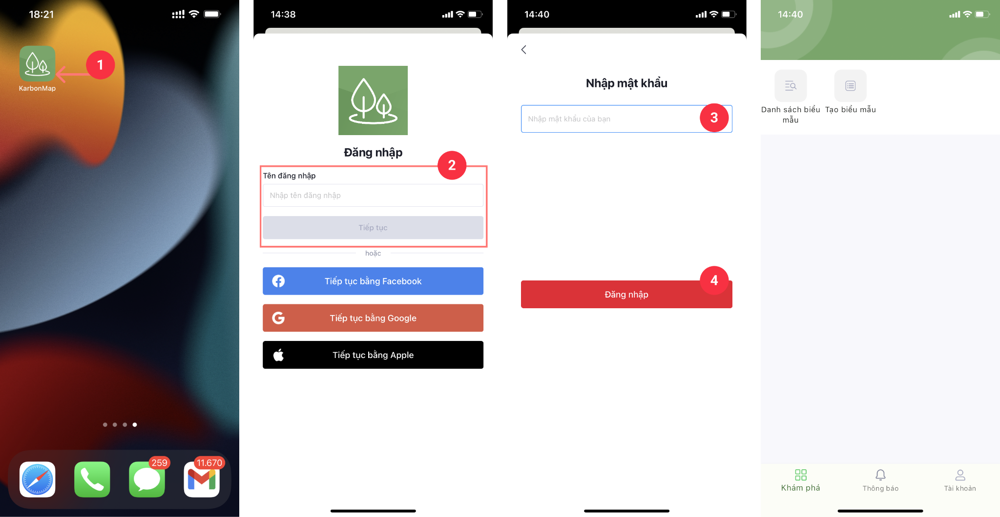 18:21
1
KarbonMap
259
11.670
14:38
Đăng nhập
2
Tên đăng nhập
Nhập tên đăng nhập
Tiếp tục
hoặc
Tiếp tục bằng Facebook
Tiếp tục bằng Google
Tiếp tục bằng Apple
14:40
Nhập mật khẩu
Nhập mật khẩu của bạn
3
4
Đăng nhập
14:40
Danh sách biểu
mẫu
Tạo biểu mẫu
Khám phá
Thông báo
Tài khoản